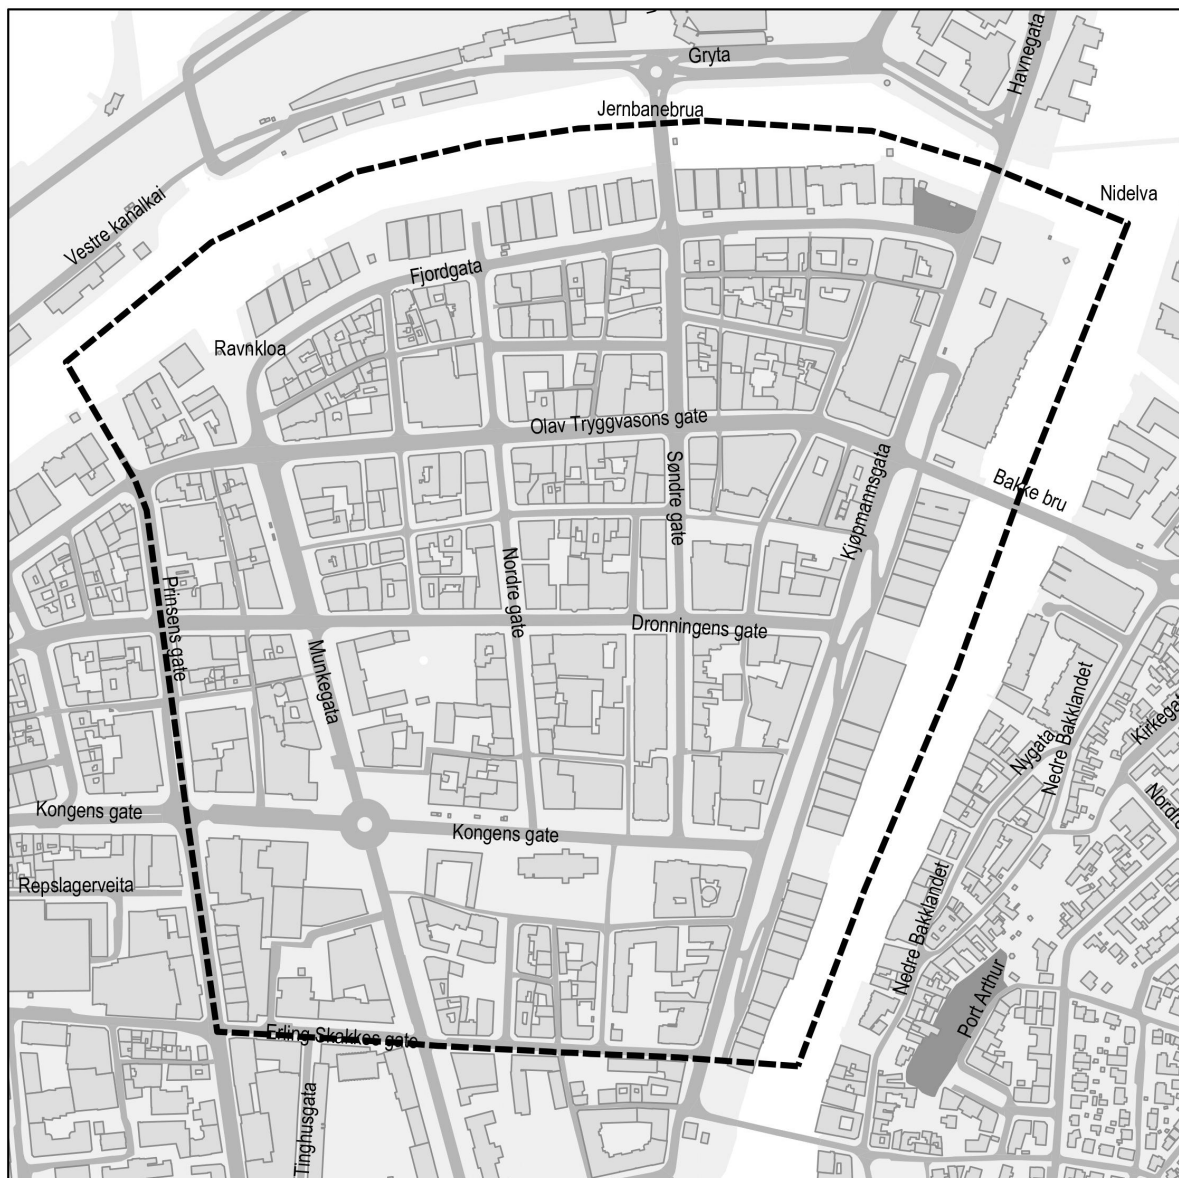 Gryta
Havnegata
Jernbanebrua
Nidelva
Vestre kanalkai
Fjordgata
Ravnkloa
Olav Tryggvasons gate
Søndre gate
Kjøpmannsgata
Bakke bru
Prinsens gate
Nordre gate
Dronningens gate
Munkegata
Nedre Bakklandet
Nygata
Kirkega
Nordre
Kongens gate
Kongens gate
Repslagerveita
Nedre Bakklandet
Port Arthur
Erling Skakkes gate
Tinghusgata